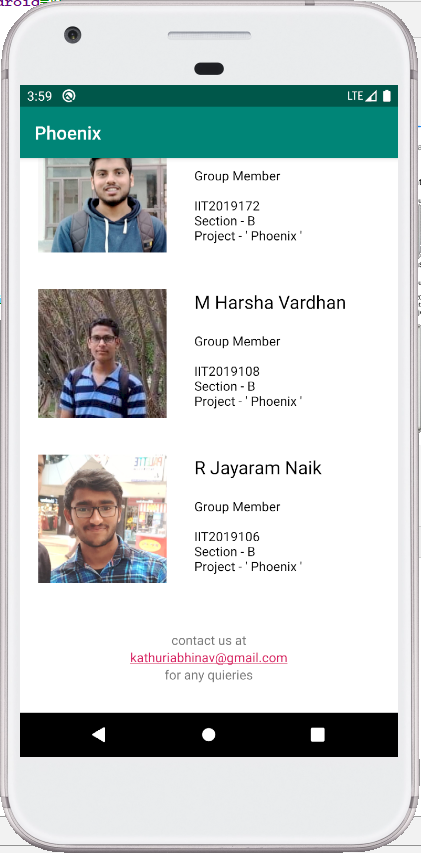 3:59 LTE
Phoenix
Group Member
IIT2019172
Section - B
Project - ' Phoenix '
M Harsha Vardhan
Group Member
IIT2019108
Section - B
Project - ' Phoenix '
R Jayaram Naik
Group Member
IIT2019106
Section - B
Project - ' Phoenix '
contact us at
kathuriabhinav@gmail.com
for any quieries